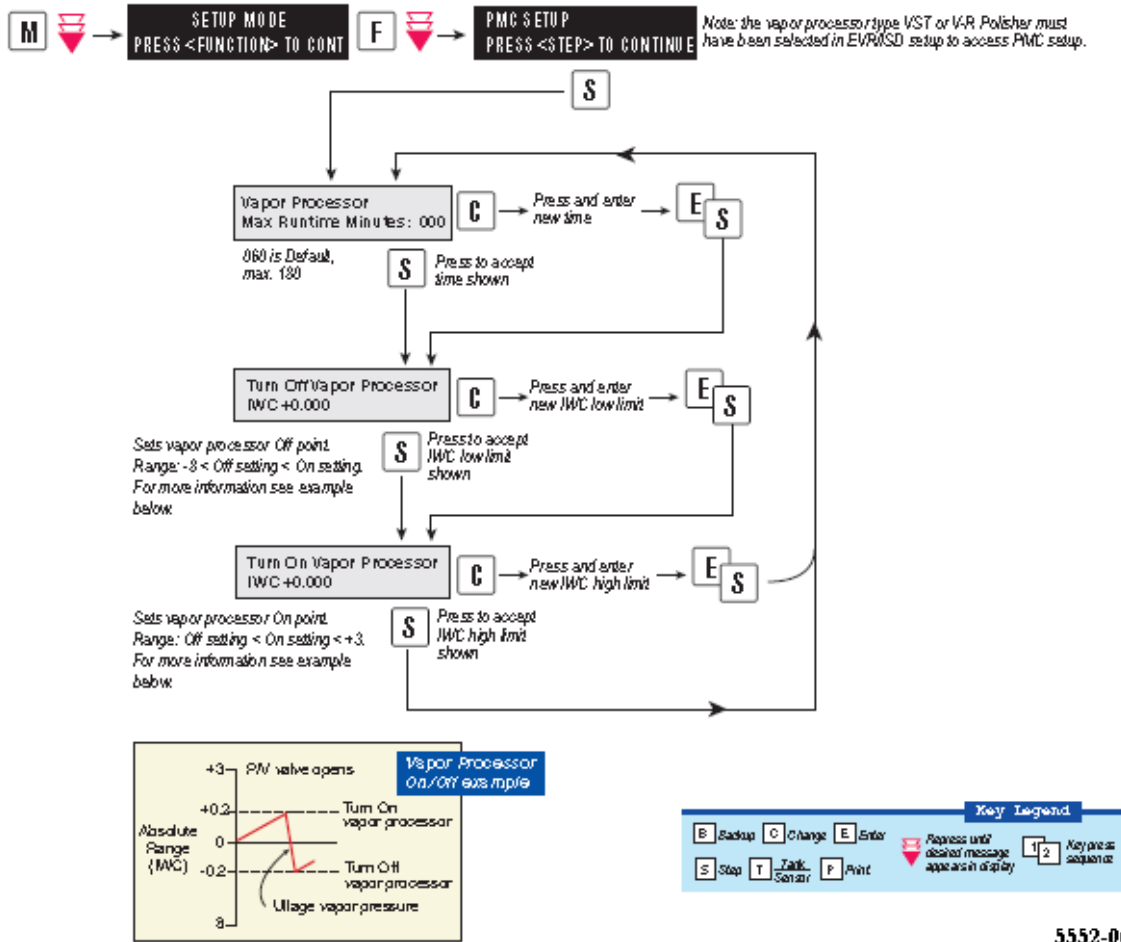 M
SETUP MODE
PRESS <FUNCTION> TO CONT
F
PMC SETUP
PRESS <STEP> TO CONTINUE
Note: the vapor processor type VST or V-R Polisher must
have been selected in EVR/ISD setup to access PMC setup.
S
Vapor Processor
Max Runtime Minutes: 000
C
Press and enter
new time
E
S
060 is Default,
max. 180
S
Press to accept
time shown
Turn Off Vapor Processor
IWC +0.000
C
Press and enter
new IWC low limit
E
S
Sets vapor processor Off point.
Range: -8 < Off setting < On setting.
For more information see example
below.
S
Press to accept
IWC low limit
shown
Turn On Vapor Processor
IWC +0.000
C
Press and enter
new IWC high limit
E
S
Sets vapor processor On point.
Range: Off setting < On setting < +3.
For more information see example
below.
S
Press to accept
IWC high limit
shown
Vapor Processor
On/Off example
+3
P/V valve opens
+0.2
Turn On
vapor processor
Absolute
Range
(IWC)
0
-0.2
Turn Off
vapor processor
Ullage vapor pressure
8
Key Legend
B Backup C Change E Enter
S Step T Tank
Sensor
P Print
Repress until
desired message
appears in display
1
2
Key press
sequence